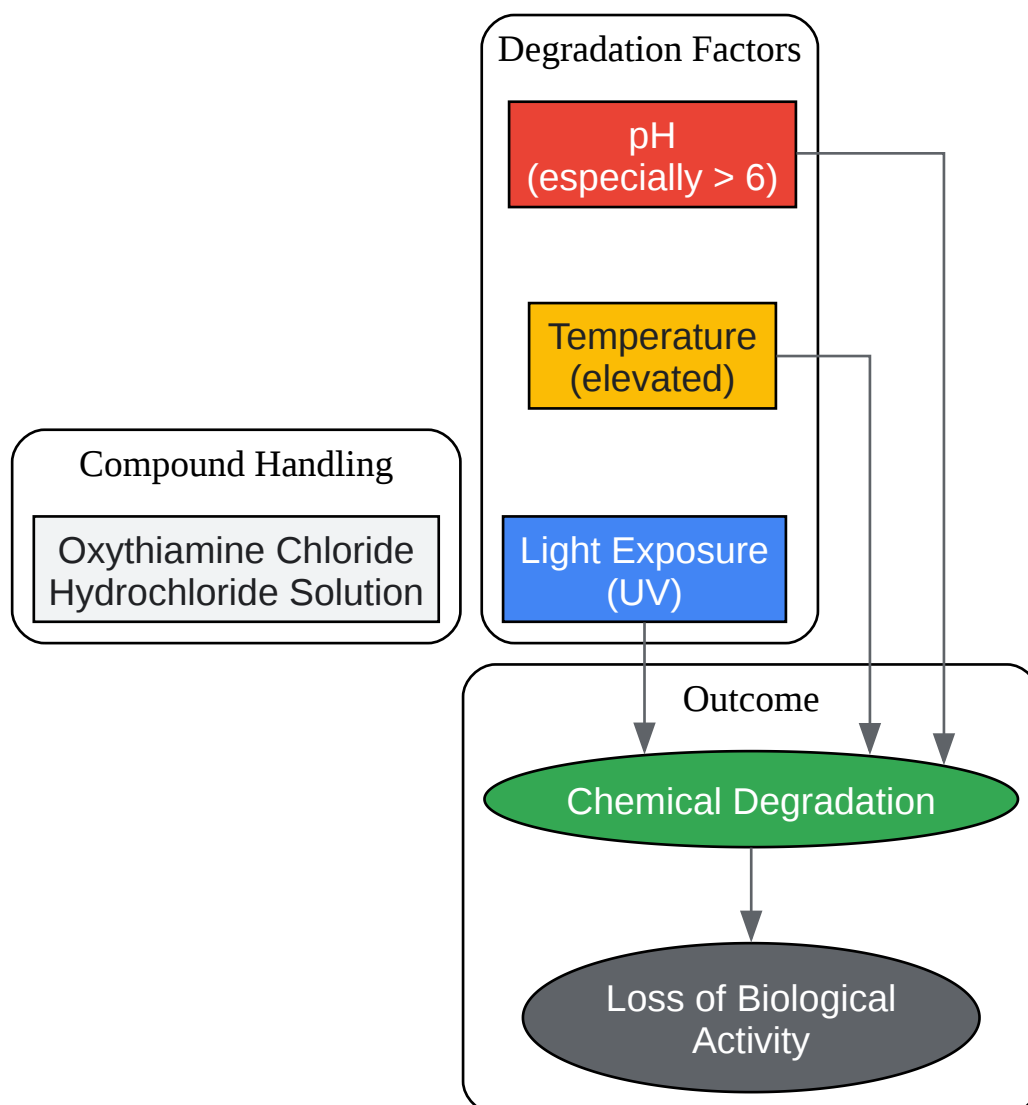 Degradation Factors
pH
(especially > 6)
Temperature
(elevated)
Compound Handling
Oxythiamine Chloride
Hydrochloride Solution
Light Exposure
(UV)
Outcome
Chemical Degradation
Loss of Biological
Activity